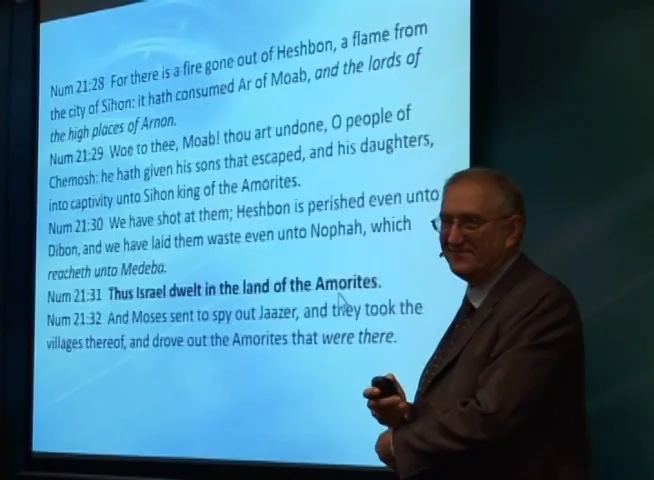 Num 21:28 For there is a fire gone out of Heshbon, a flame from
the city of Sihon: it hath consumed Ar of Moab, and the lords of
the high places of Arnon.
Num 21:29 Woe to thee, Moab! thou art undone, O people of
Chemosh: he hath given his sons that escaped, and his daughters,
into captivity unto Sihon king of the Amorites.
Num 21:30 We have shot at them; Heshbon is perished even unto
Dibon, and we have laid them waste even unto Nophah, which
reacheth unto Medeba.
Num 21:31 Thus Israel dwelt in the land of the Amorites.
Num 21:32 And Moses sent to spy out Jaazer, and they took the
villages thereof, and drove out the Amorites that were there.